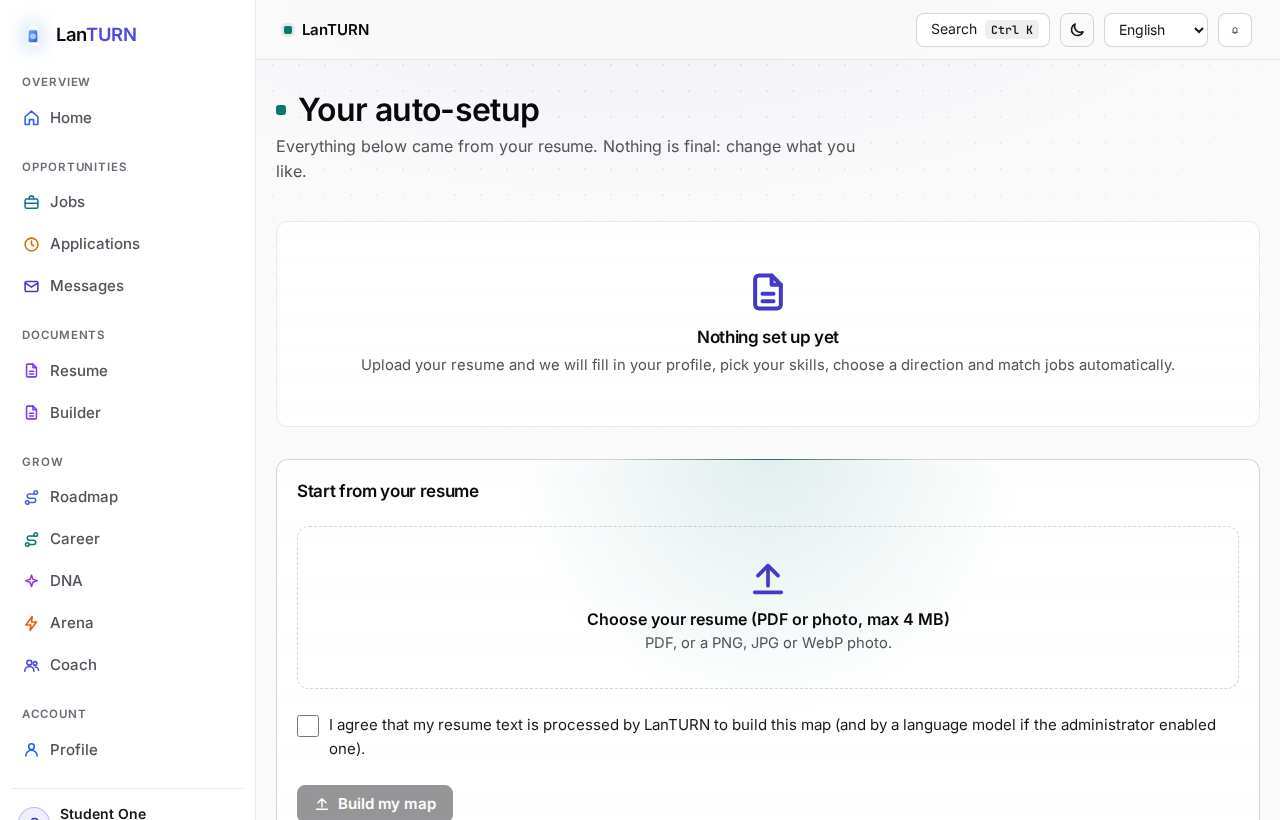 LanTURN
OVERVIEW
Home
OPPORTUNITIES
Jobs
Applications
Messages
DOCUMENTS
Resume
Builder
GROW
Roadmap
Career
DNA
Arena
Coach
ACCOUNT
Profile
Student One
LanTURN
Search Ctrl K
English
Your auto-setup
Everything below came from your resume. Nothing is final: change what you
like.
Nothing set up yet
Upload your resume and we will fill in your profile, pick your skills, choose a direction and match jobs automatically.
Start from your resume
Choose your resume (PDF or photo, max 4 MB)
PDF, or a PNG, JPG or WebP photo.
I agree that my resume text is processed by LanTURN to build this map (and by a language model if the administrator enabled
one).
Build my map